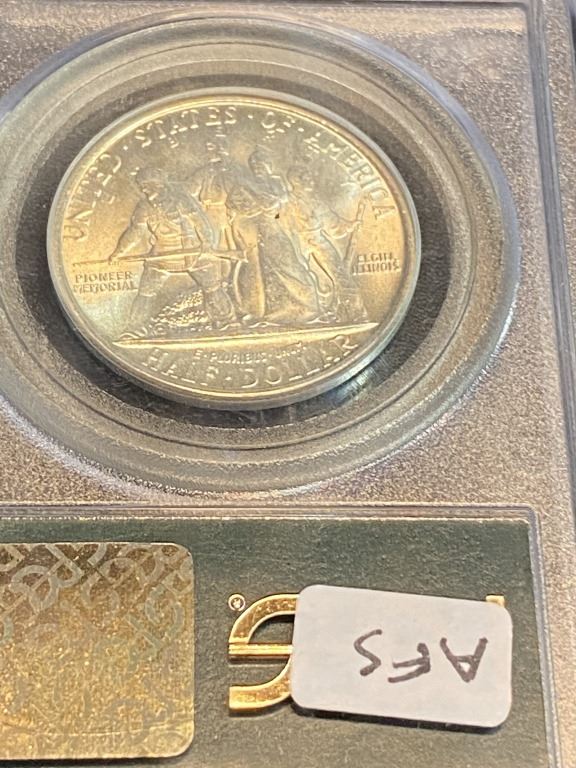 UNITED · STATES · OF · AMERICA
PIONEER
MEMORIAL
ELGIN,
ILLINOIS
E · PLURIBUS · UNUM
HALF · DOLLAR
AFS